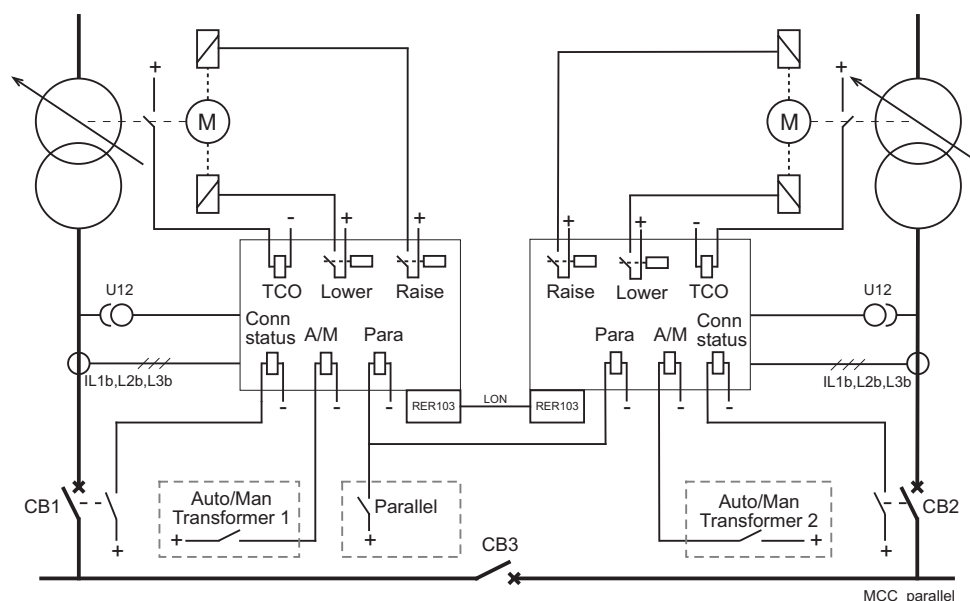 +
+
M
M
-
+
+
+
+
-
TCO
Lower
Raise
Raise
Lower
TCO
U12
U12
Conn
status
A/M
Para
Para
A/M
Conn
status
IL1b,L2b,L3b
IL1b,L2b,L3b
-
-
-
-
-
-
RER103
LON
RER103
CB1
CB2
Auto/Man
Transformer 1
+
Parallel
+
Auto/Man
Transformer 2
+
+
+
CB3
MCC_parallel